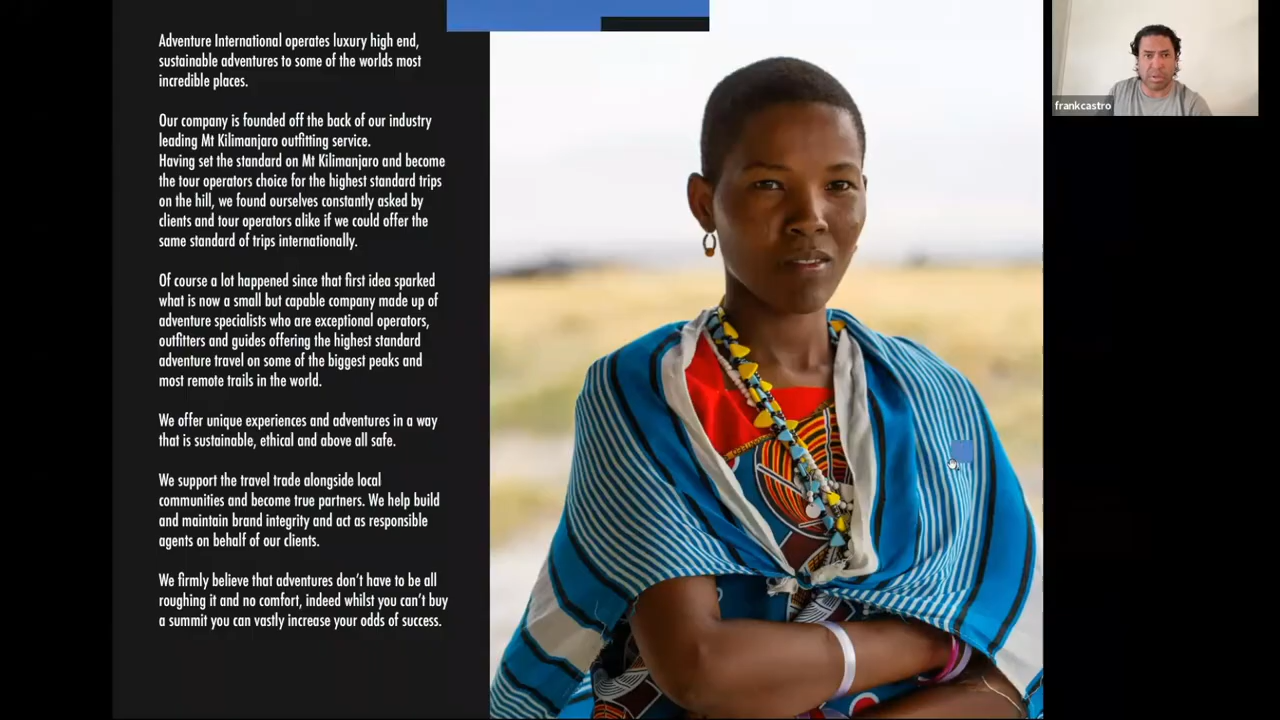 Adventure International operates luxury high end,
sustainable adventures to some of the worlds most
incredible places.
Our company is founded off the back of our industry
leading Mt Kilimanjaro outfitting service.
Having set the standard on Mt Kilimanjaro and become
the tour operators choice for the highest standard trips
on the hill, we found ourselves constantly asked by
clients and tour operators alike if we could offer the
same standard of trips internationally.
Of course a lot happened since that first idea sparked
what is now a small but capable company made up of
adventure specialists who are exceptional operators,
outfitters and guides offering the highest standard
adventure travel on some of the biggest peaks and
most remote trails in the world.
We offer unique experiences and adventures in a way
that is sustainable, ethical and above all safe.
We support the travel trade alongside local
communities and become true partners. We help build
and maintain brand integrity and act as responsible
agents on behalf of our clients.
We firmly believe that adventures don't have to be all
roughing it and no comfort, indeed whilst you can't buy
a summit you can vastly increase your odds of success.
frankcastro